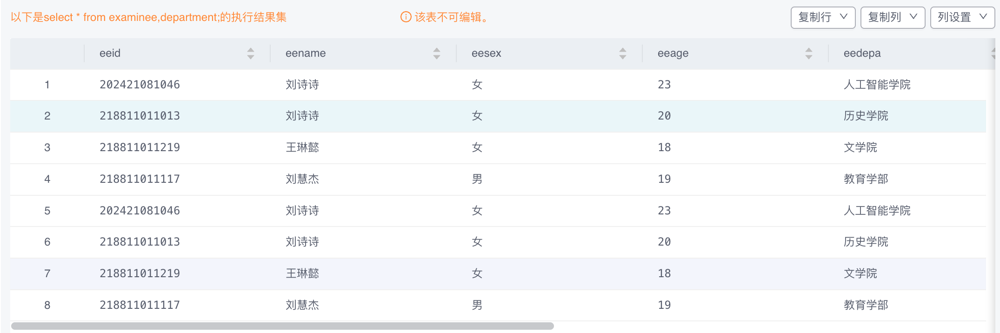 以下是select * from examinee,department;的执行结果集 该表不可编辑。 复制行 复制列 列设置
eeid eename eesex eeage eedepa
1 202421081046 刘诗诗 女 23 人工智能学院
2 218811011013 刘诗诗 女 20 历史学院
3 218811011219 王琳懿 女 18 文学院
4 218811011117 刘慧杰 男 19 教育学部
5 202421081046 刘诗诗 女 23 人工智能学院
6 218811011013 刘诗诗 女 20 历史学院
7 218811011219 王琳懿 女 18 文学院
8 218811011117 刘慧杰 男 19 教育学部